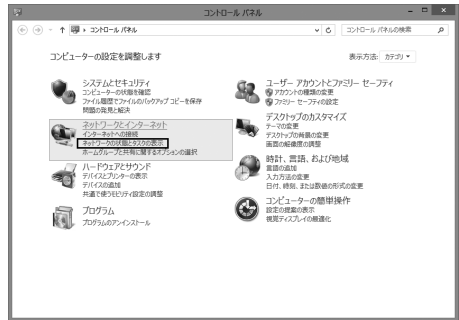 コントロール パネル
コントロール パネル
コントロール パネルの検索
コンピューターの設定を調整します
表示方法: カテゴリ
システムとセキュリティ
コンピューターの状態を確認
ファイル履歴でファイルのバックアップ コピーを保存
問題の発見と解決
ネットワークとインターネット
インターネットへの接続
ネットワークの状態とタスクの表示
ホームグループと共有に関するオプションの選択
ハードウェアとサウンド
デバイスとプリンターの表示
デバイスの追加
共通で使うモビリティ設定の調整
プログラム
プログラムのアンインストール
ユーザー アカウントとファミリー セーフティ
アカウントの種類の変更
ファミリー セーフティの設定
デスクトップのカスタマイズ
テーマの変更
デスクトップの背景の変更
画面の解像度の調整
時計、言語、および地域
言語の追加
入力方法の変更
日付、時刻、または数値の形式の変更
コンピューターの簡単操作
設定の提案の表示
視覚ディスプレイの最適化